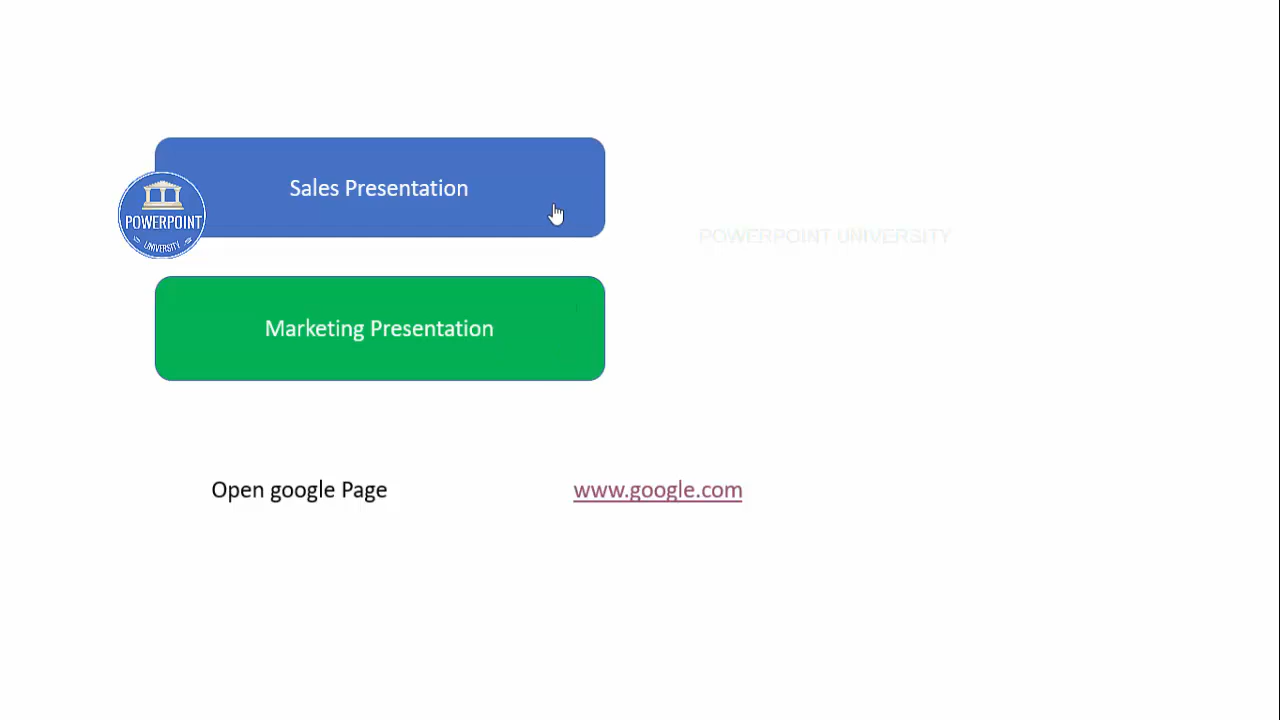 Sales Presentation
POWERPOINT
UNIVERSITY
POWERPOINT UNIVERSITY
Marketing Presentation
Open google Page
www.google.com